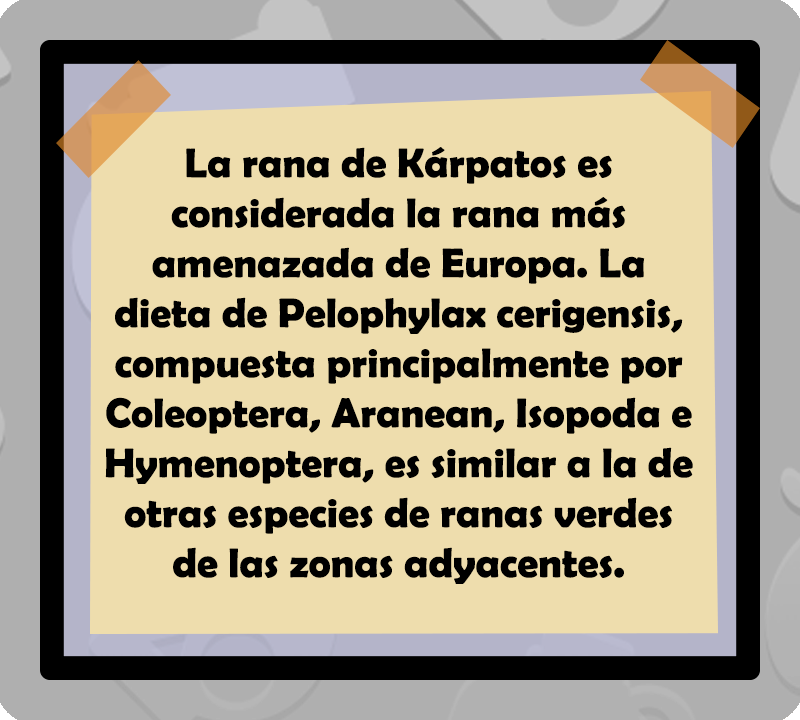 La rana de Kárpatos es
considerada la rana más
amenazada de Europa. La
dieta de Pelophylax cerigensis,
compuesta principalmente por
Coleoptera, Aranean, Isopoda e
Hymenoptera, es similar a la de
otras especies de ranas verdes
de las zonas adyacentes.